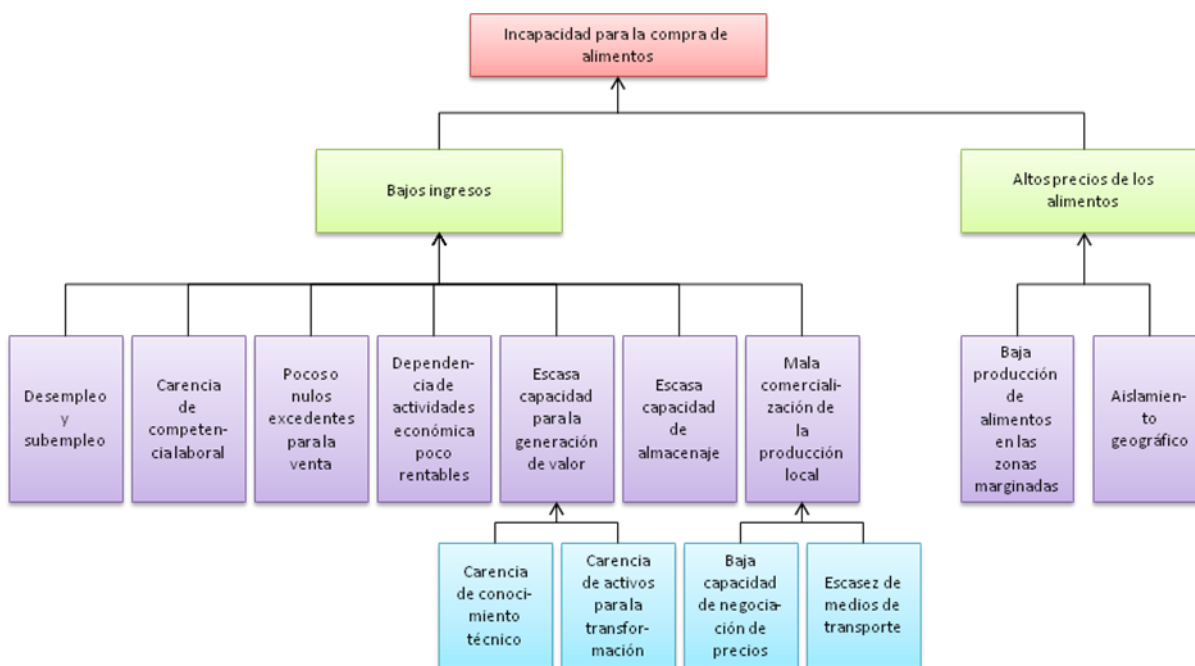 Incapacidad para la compra de
alimentos
Bajos ingresos
Altos precios de los
alimentos
Desempleo
y
subempleo
Carencia
de
competen-
cia laboral
Pocos o
nulos
excedentes
para la
venta
Dependen-
cia de
actividades
económica
poco
rentables
Escasa
capacidad
para la
generación
de valor
Escasa
capacidad
de
almacenaje
Mala
comerciali-
zación de
la
producción
local
Baja
producción
de
alimentos
en las
zonas
marginadas
Aislamien-
to
geográfico
Carencia
de conoci-
miento
técnico
Carencia
de activos
para la
transfor-
mación
Baja
capacidad
de negocia-
ción de
precios
Escasez de
medios de
transporte